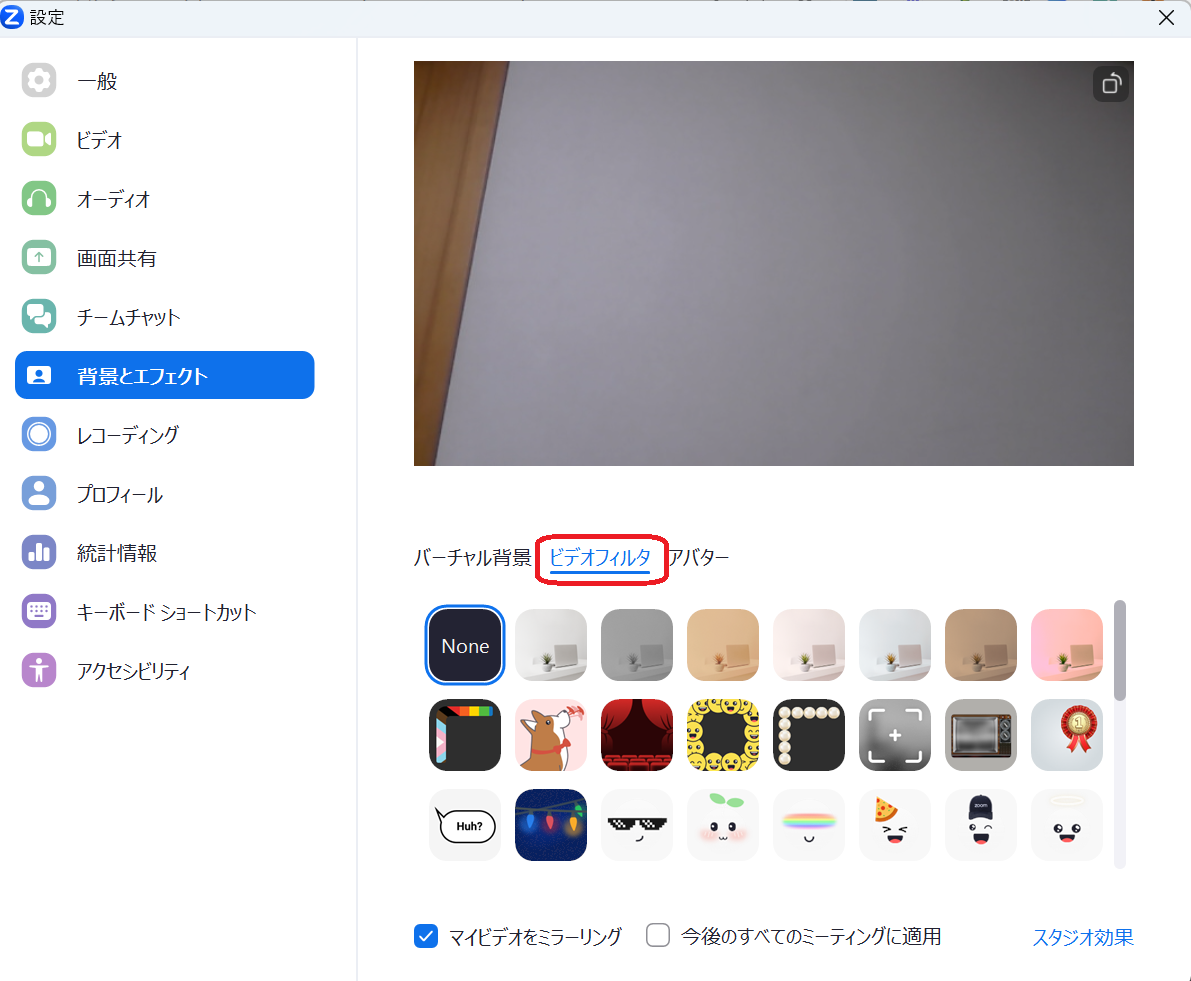 設定
一般
ビデオ
オーディオ
画面共有
チームチャット
背景とエフェクト
レコーディング
プロフィール
統計情報
キーボード ショートカット
アクセシビリティ
バーチャル背景 ビデオフィルタ アバター
None
1
Huh?
zoom
マイビデオをミラーリング 今後のすべてのミーティングに適用 スタジオ効果